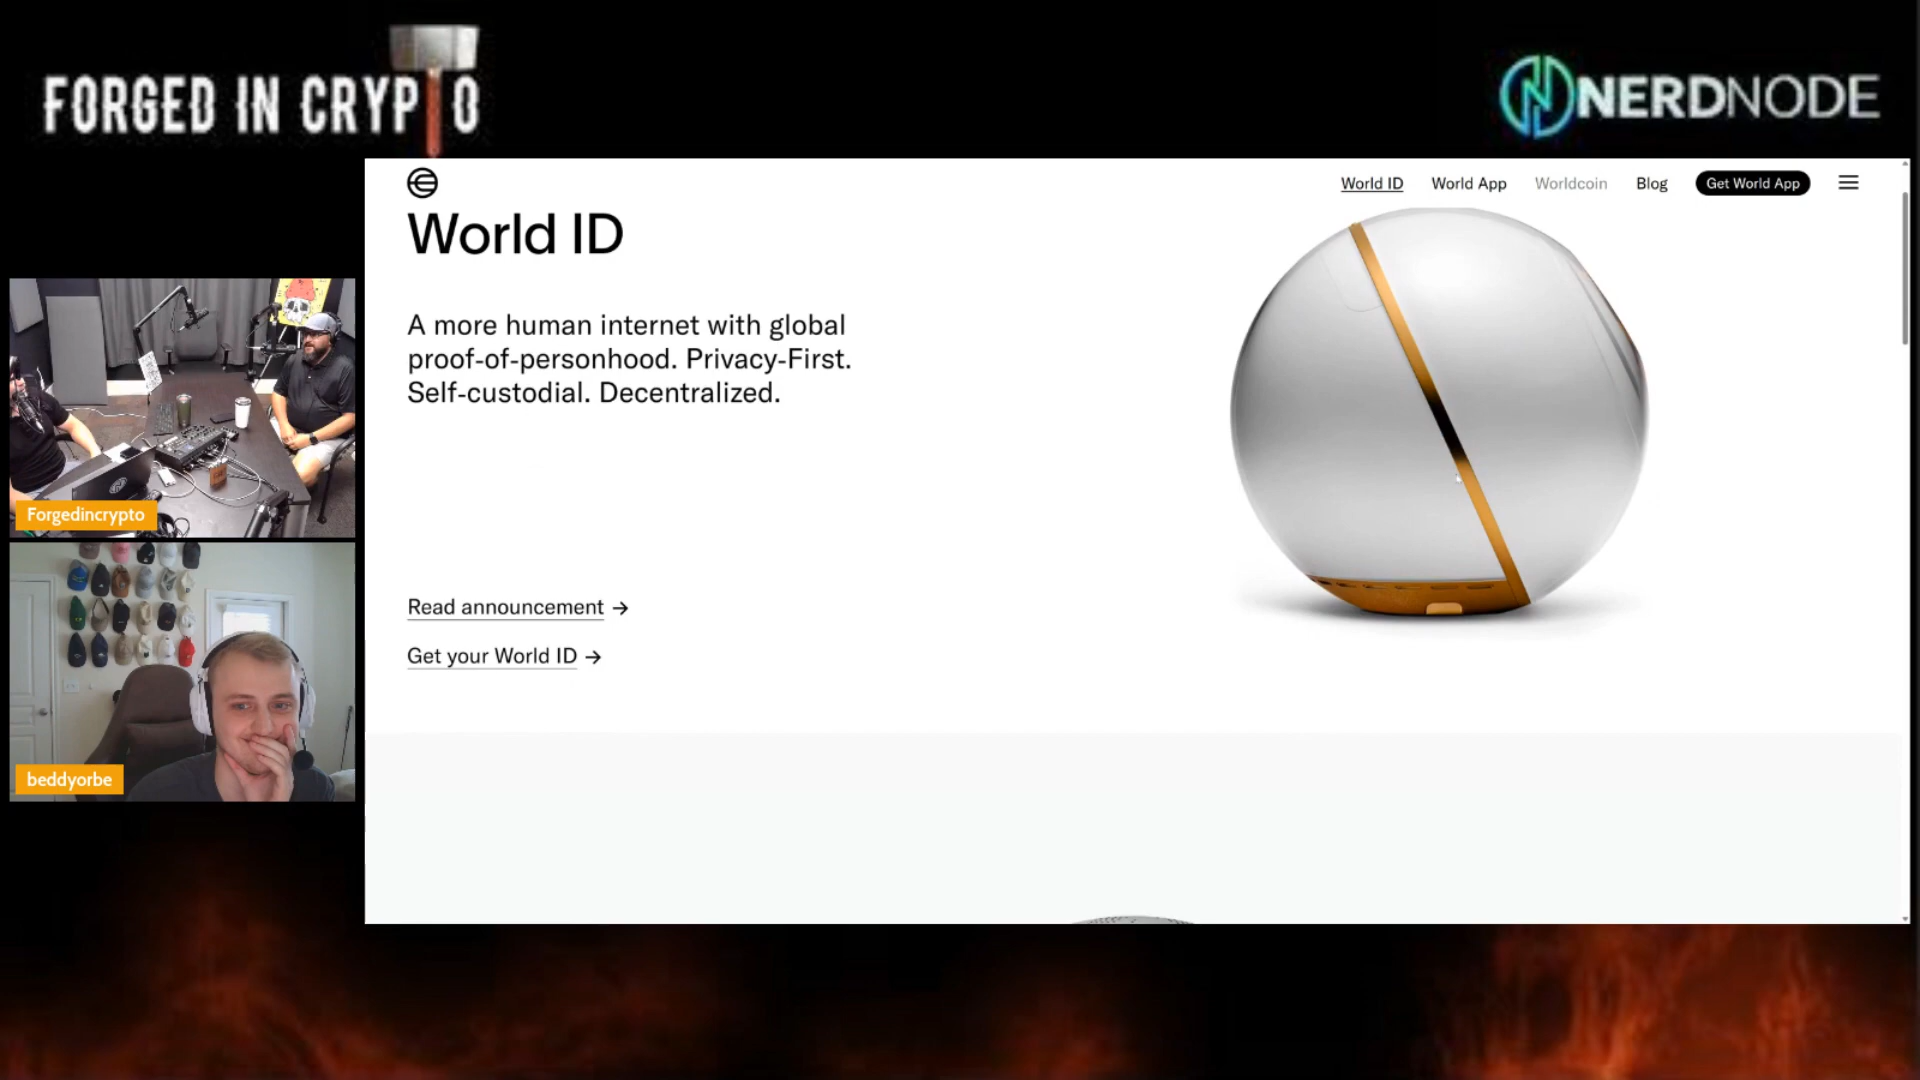 FORGED IN CRYPTO
NERDNODE
World ID
World App
Worldcoin
Blog
Get World App
World ID
A more human internet with global
proof-of-personhood. Privacy-First.
Self-custodial. Decentralized.
Read announcement →
Get your World ID →
Forgedincrypto
beddyorbe